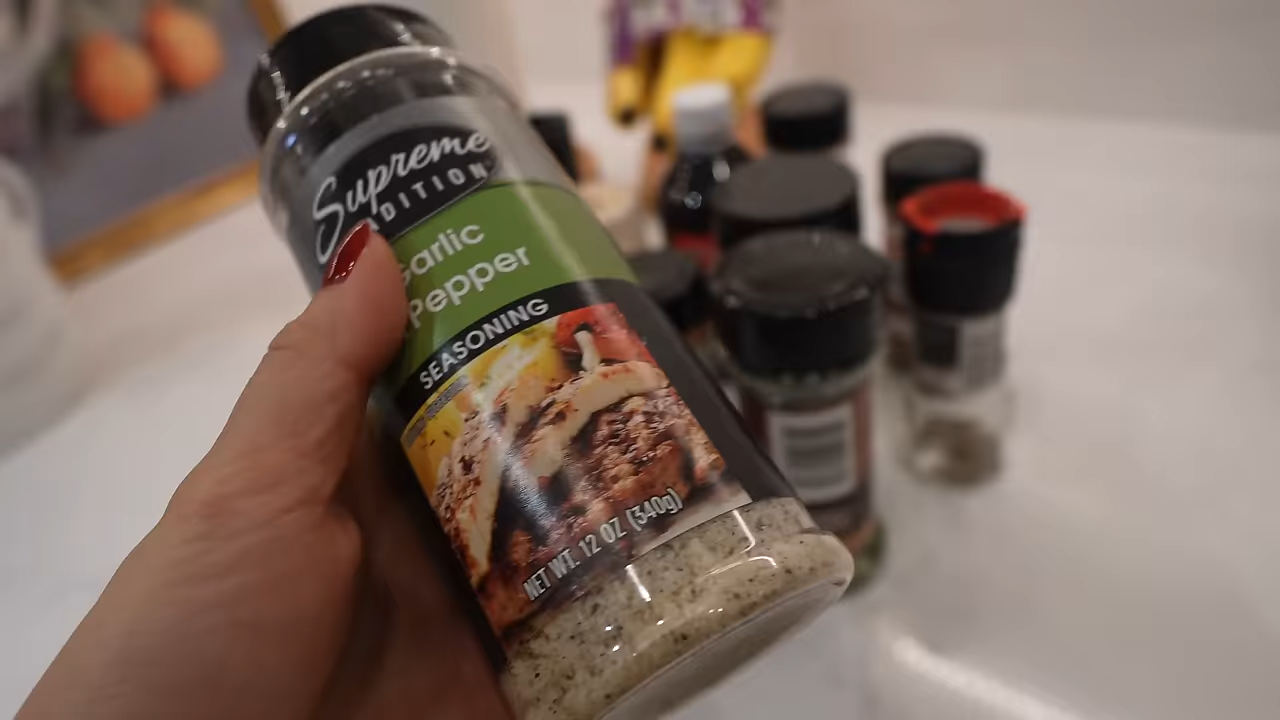 Supreme
Garlic
Pepper
SEASONING
NET WT. 12 OZ (340g)